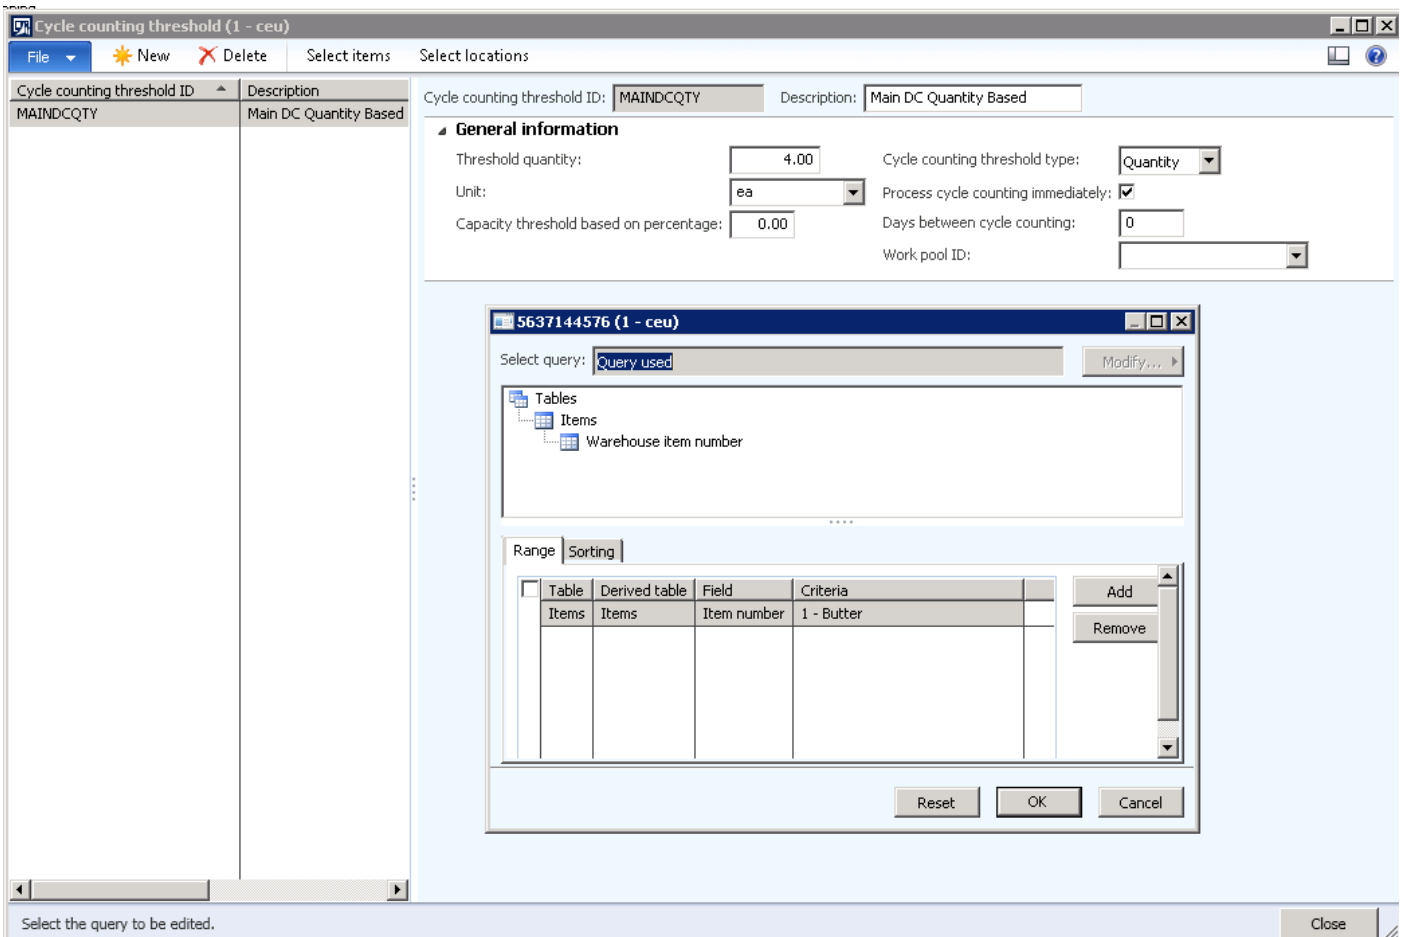 Cycle counting threshold (1 - ceu)
File New Delete Select items Select locations
Cycle counting threshold ID Description
MAINDCQTY Main DC Quantity Based
Cycle counting threshold ID: MAINDCQTY Description: Main DC Quantity Based
General information
Threshold quantity: 4.00 Cycle counting threshold type: Quantity
Unit: ea Process cycle counting immediately:
Capacity threshold based on percentage: 0.00 Days between cycle counting: 0
Work pool ID:
5637144576 (1 - ceu)
Select query: Query used Modify...
Tables
Items
Warehouse item number
Range Sorting
Table Derived table Field Criteria Add
Items Items Item number 1 - Butter
Remove
Reset OK Cancel
Select the query to be edited. Close